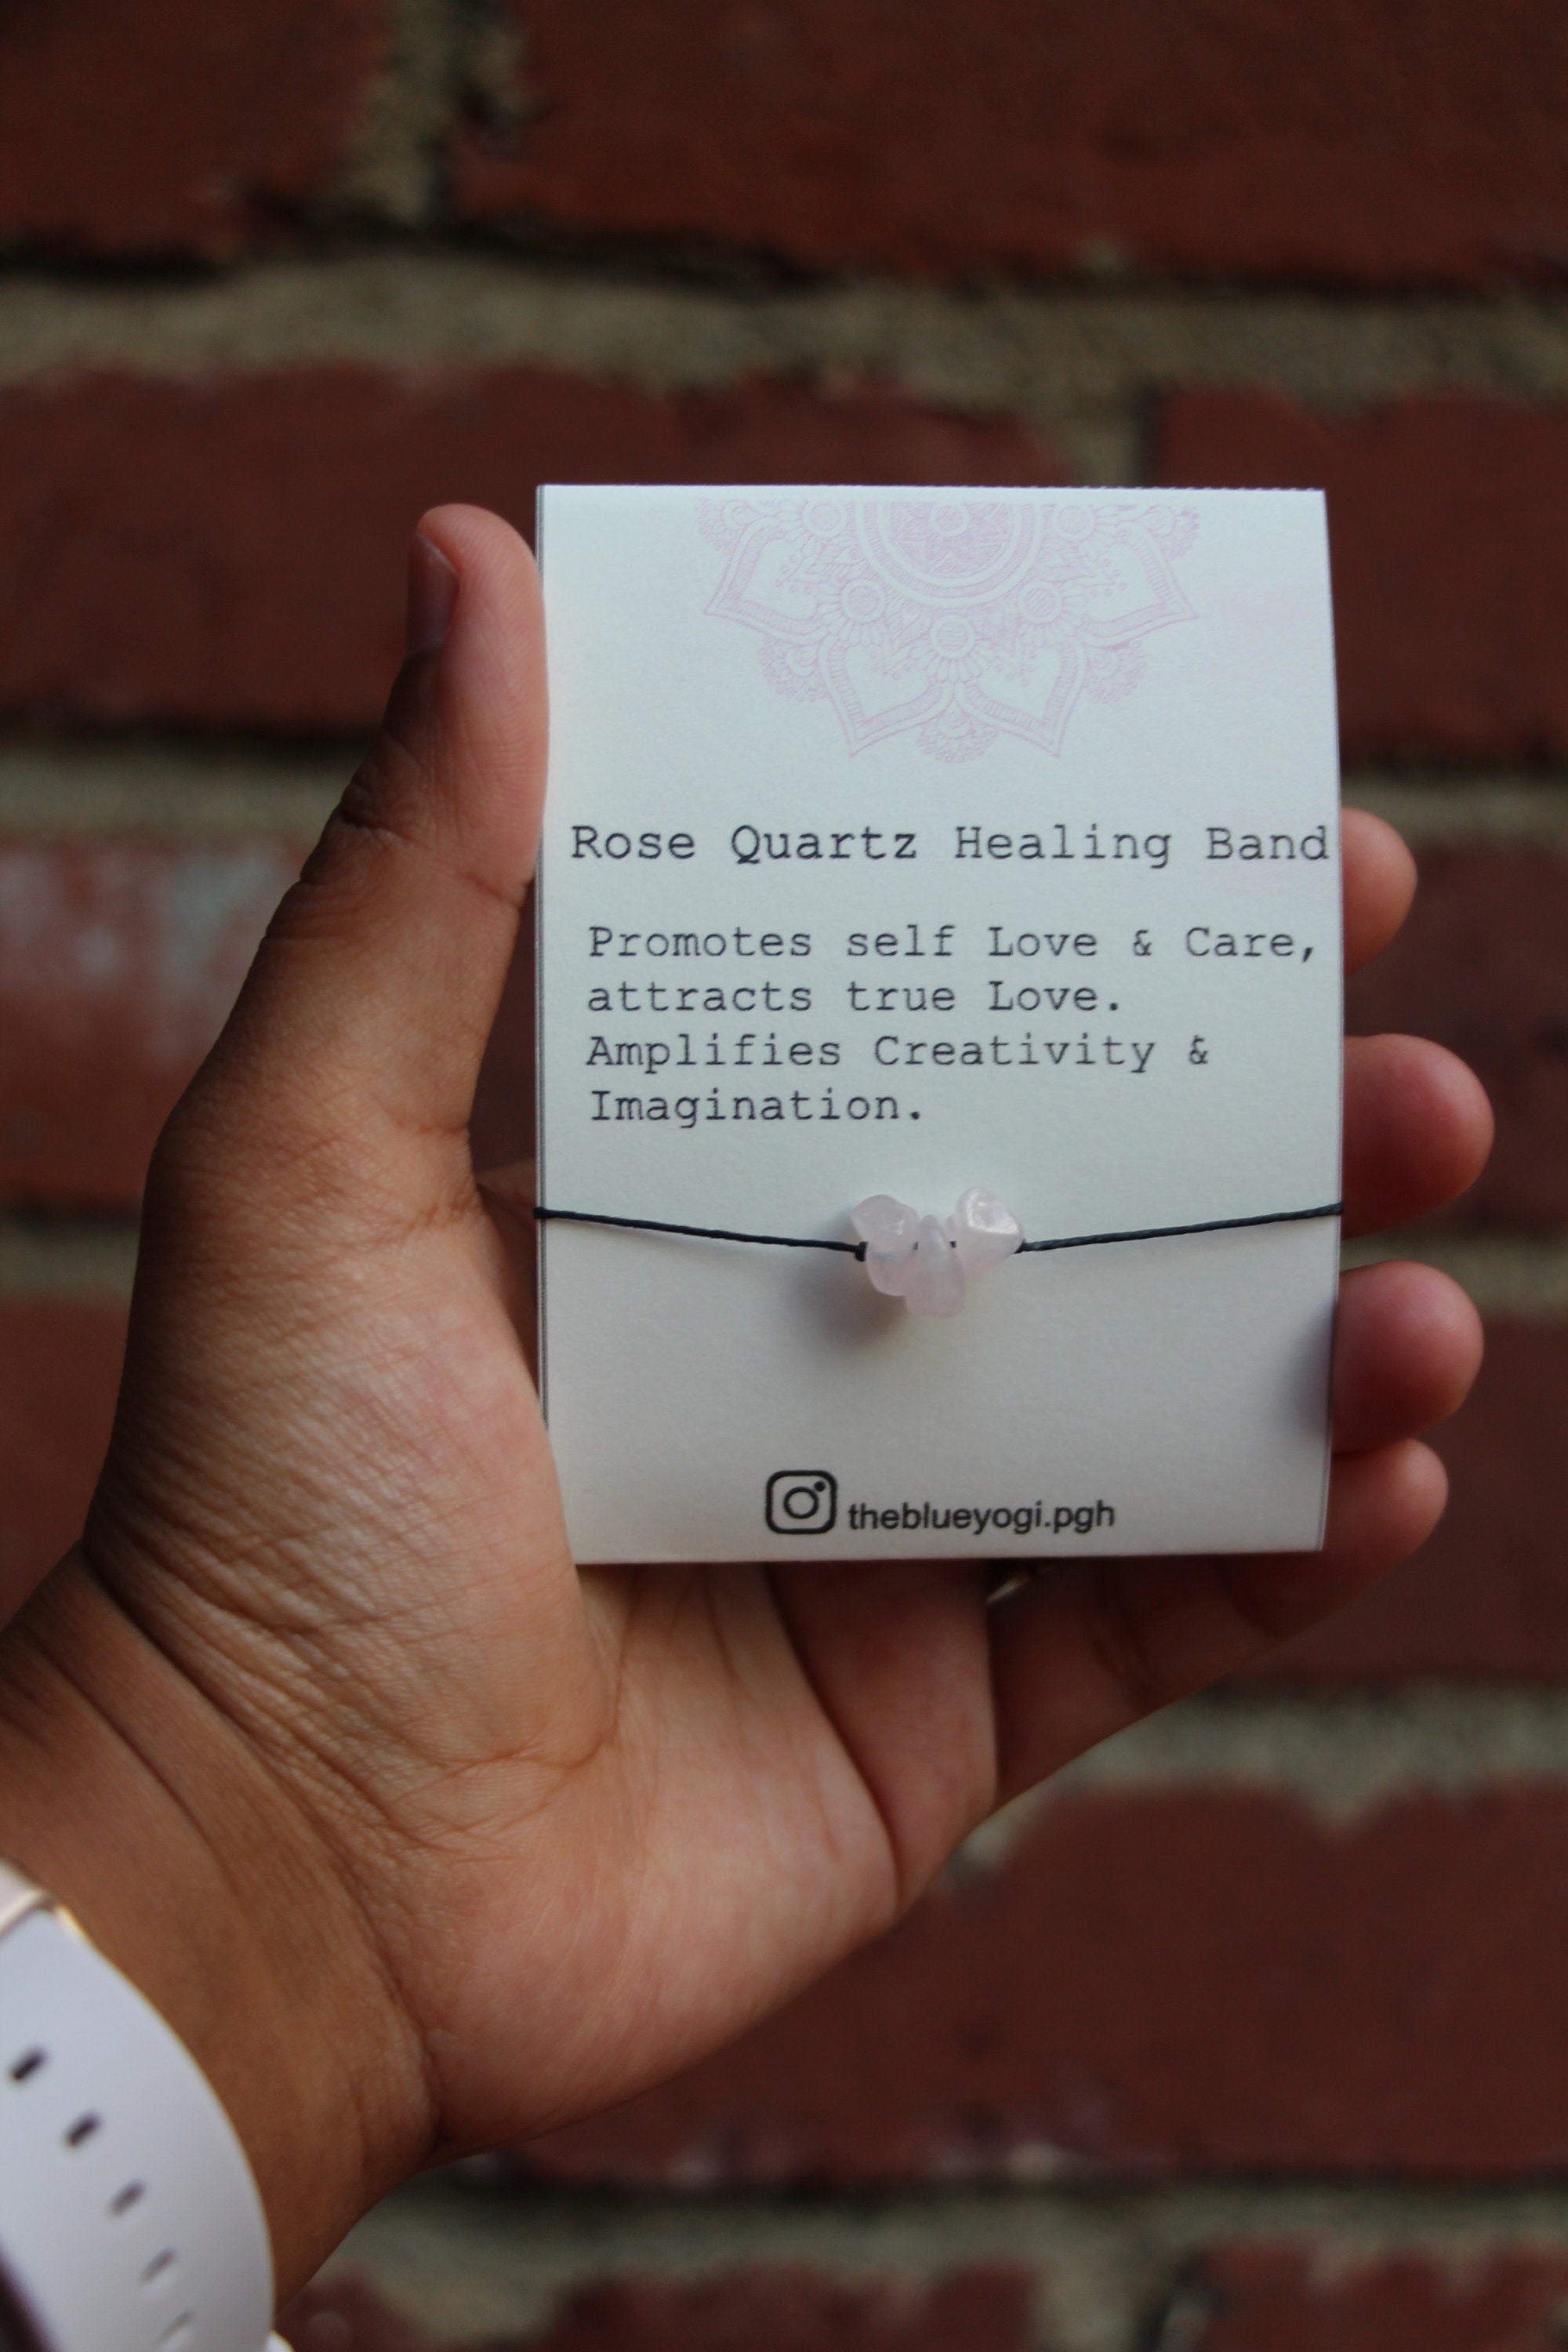 Rose Quartz Healing Band
Promotes self Love & Care,
attracts true Love.
Amplifies Creativity &
Imagination.
theblueyogi.pgh